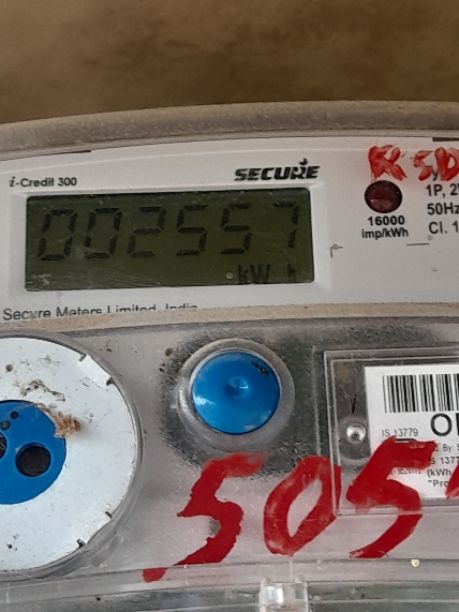 i-Credit 300
SECURE
002557
kW h
16000
imp/kWh
1P, 2
50Hz
Cl. 1
Secure Meters Limited, India
IS 13779
505